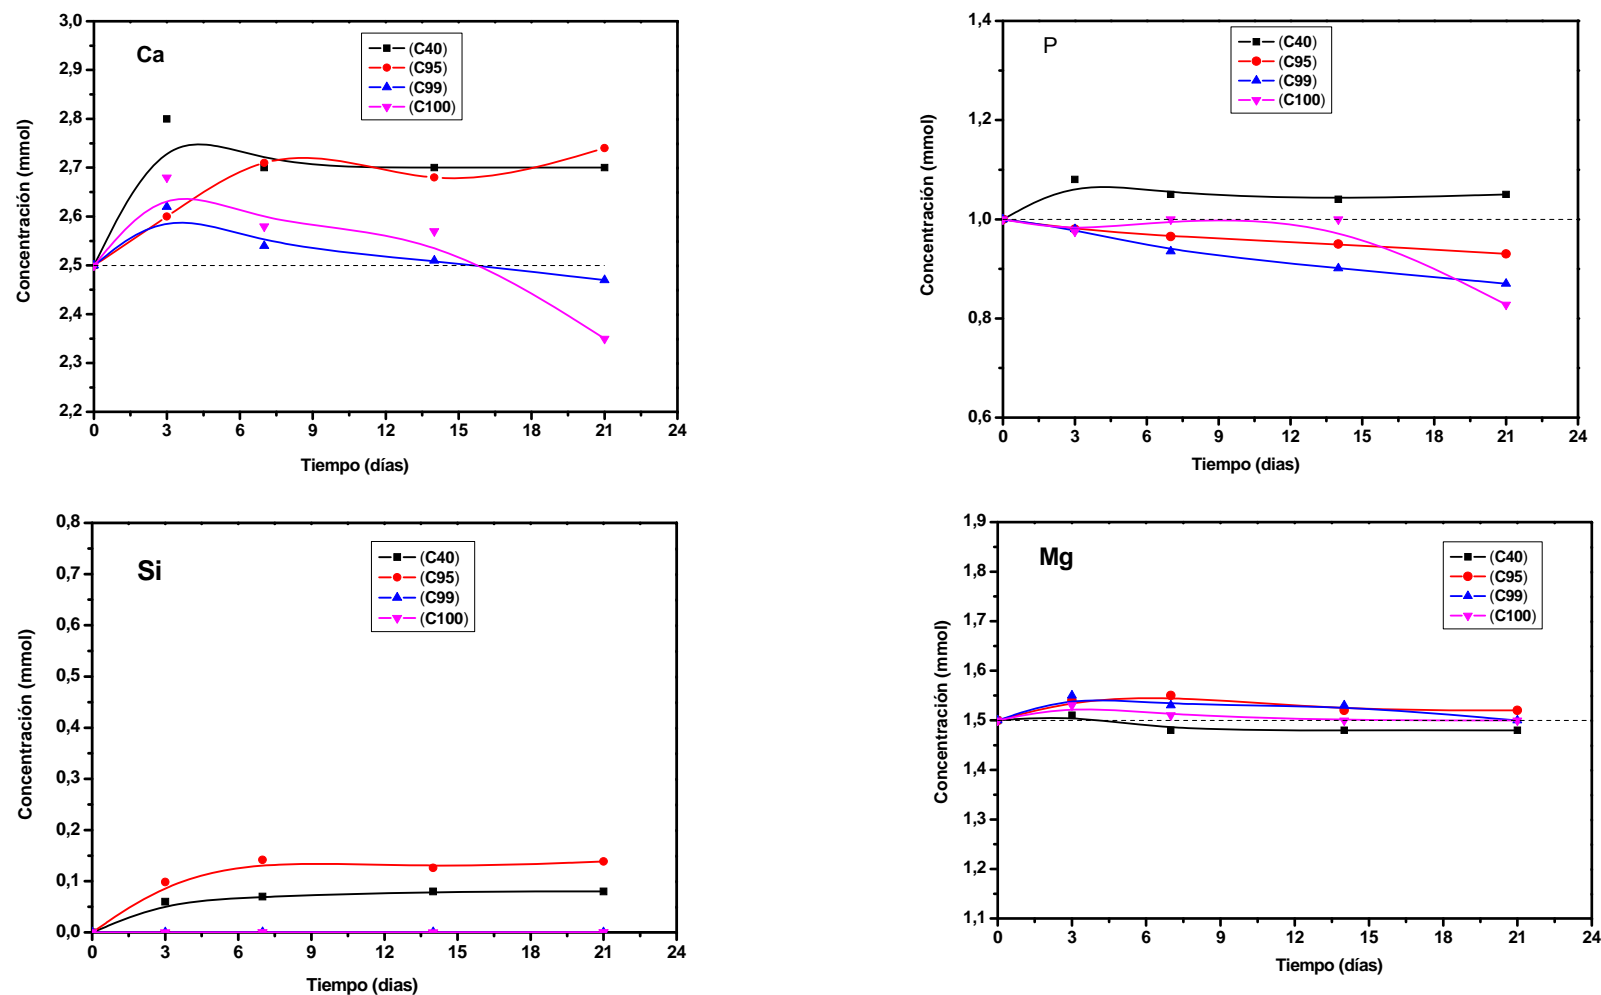 Ca
(C40)
(C95)
(C99)
(C100)
3,0
2,9
2,8
2,7
2,6
2,5
2,4
2,3
2,2
Concentración (mmol)
0 3 6 9 12 15 18 21 24
Tiempo (días)
P
(C40)
(C95)
(C99)
(C100)
1,4
1,2
1,0
0,8
0,6
Concentración (mmol)
0 3 6 9 12 15 18 21 24
Tiempo (dias)
Si
(C40)
(C95)
(C99)
(C100)
0,8
0,7
0,6
0,5
0,4
0,3
0,2
0,1
0,0
Concentración (mmol)
0 3 6 9 12 15 18 21 24
Tiempo (dias)
Mg
(C40)
(C95)
(C99)
(C100)
1,9
1,8
1,7
1,6
1,5
1,4
1,3
1,2
1,1
Concentración (mmol)
0 3 6 9 12 15 18 21 24
Tiempo (días)